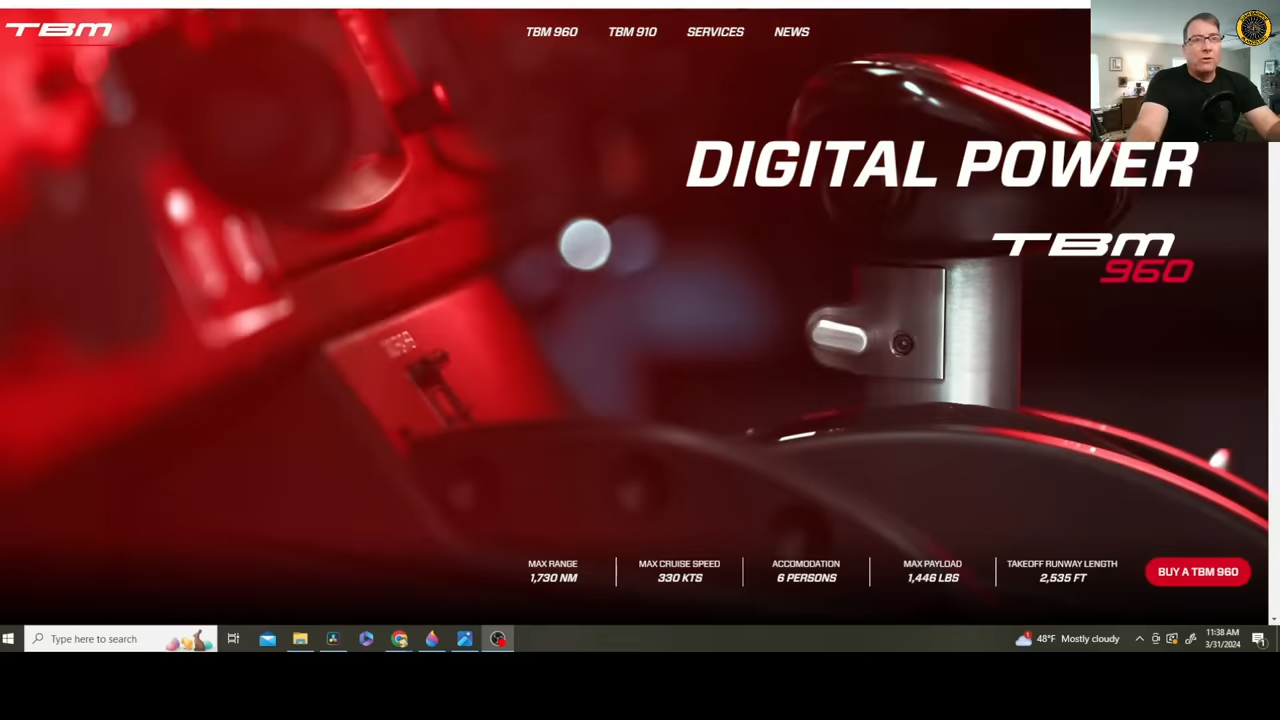 TBM
TBM 960
TBM 910
SERVICES
NEWS
DIGITAL POWER
TBM
960
MAX RANGE
1,730 NM
MAX CRUISE SPEED
330 KTS
ACCOMODATION
6 PERSONS
MAX PAYLOAD
1,446 LBS
TAKEOFF RUNWAY LENGTH
2,535 FT
BUY A TBM 960
Type here to search
48°F Mostly cloudy
11:38 AM
3/31/2024